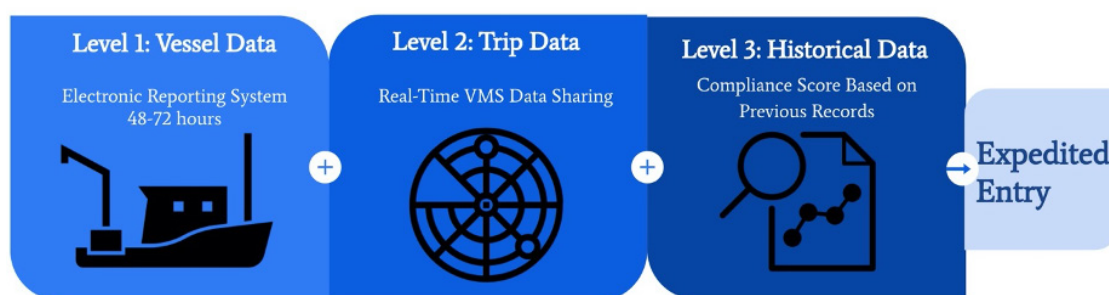 Level 1: Vessel Data
Electronic Reporting System
48-72 hours
+
Level 2: Trip Data
Real-Time VMS Data Sharing
+
Level 3: Historical Data
Compliance Score Based on
Previous Records
Expedited
Entry